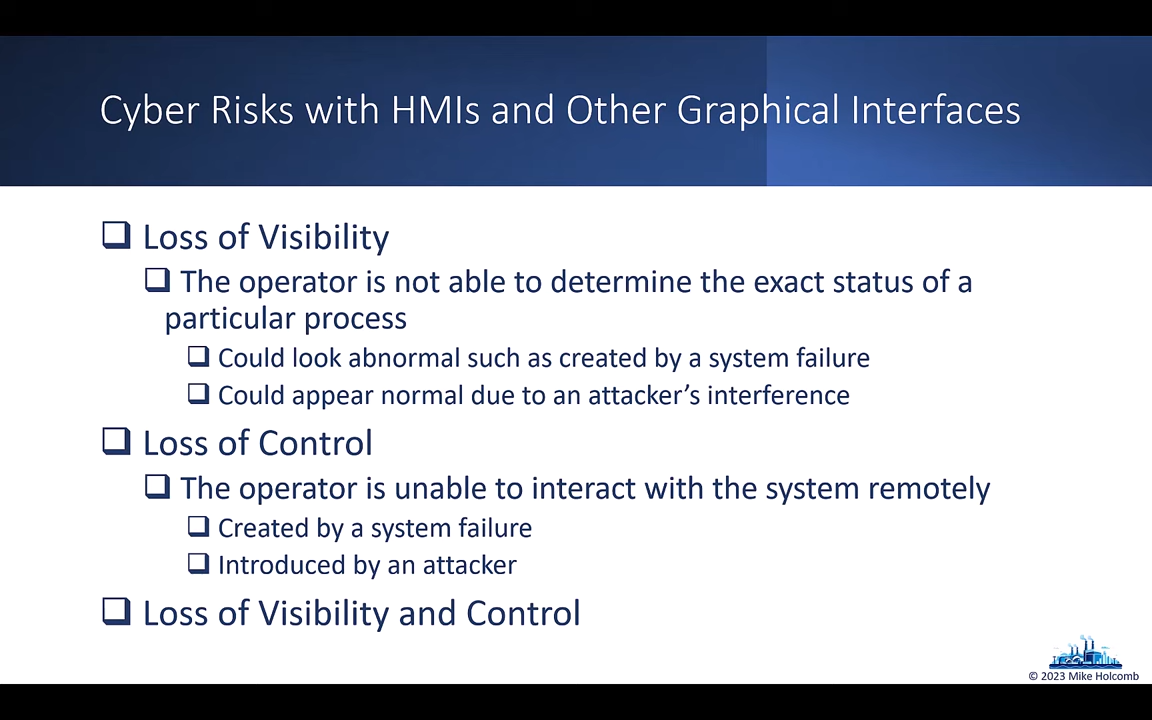 Cyber Risks with HMIs and Other Graphical Interfaces
Loss of Visibility
The operator is not able to determine the exact status of a
particular process
Could look abnormal such as created by a system failure
Could appear normal due to an attacker’s interference
Loss of Control
The operator is unable to interact with the system remotely
Created by a system failure
Introduced by an attacker
Loss of Visibility and Control
© 2023 Mike Holcomb